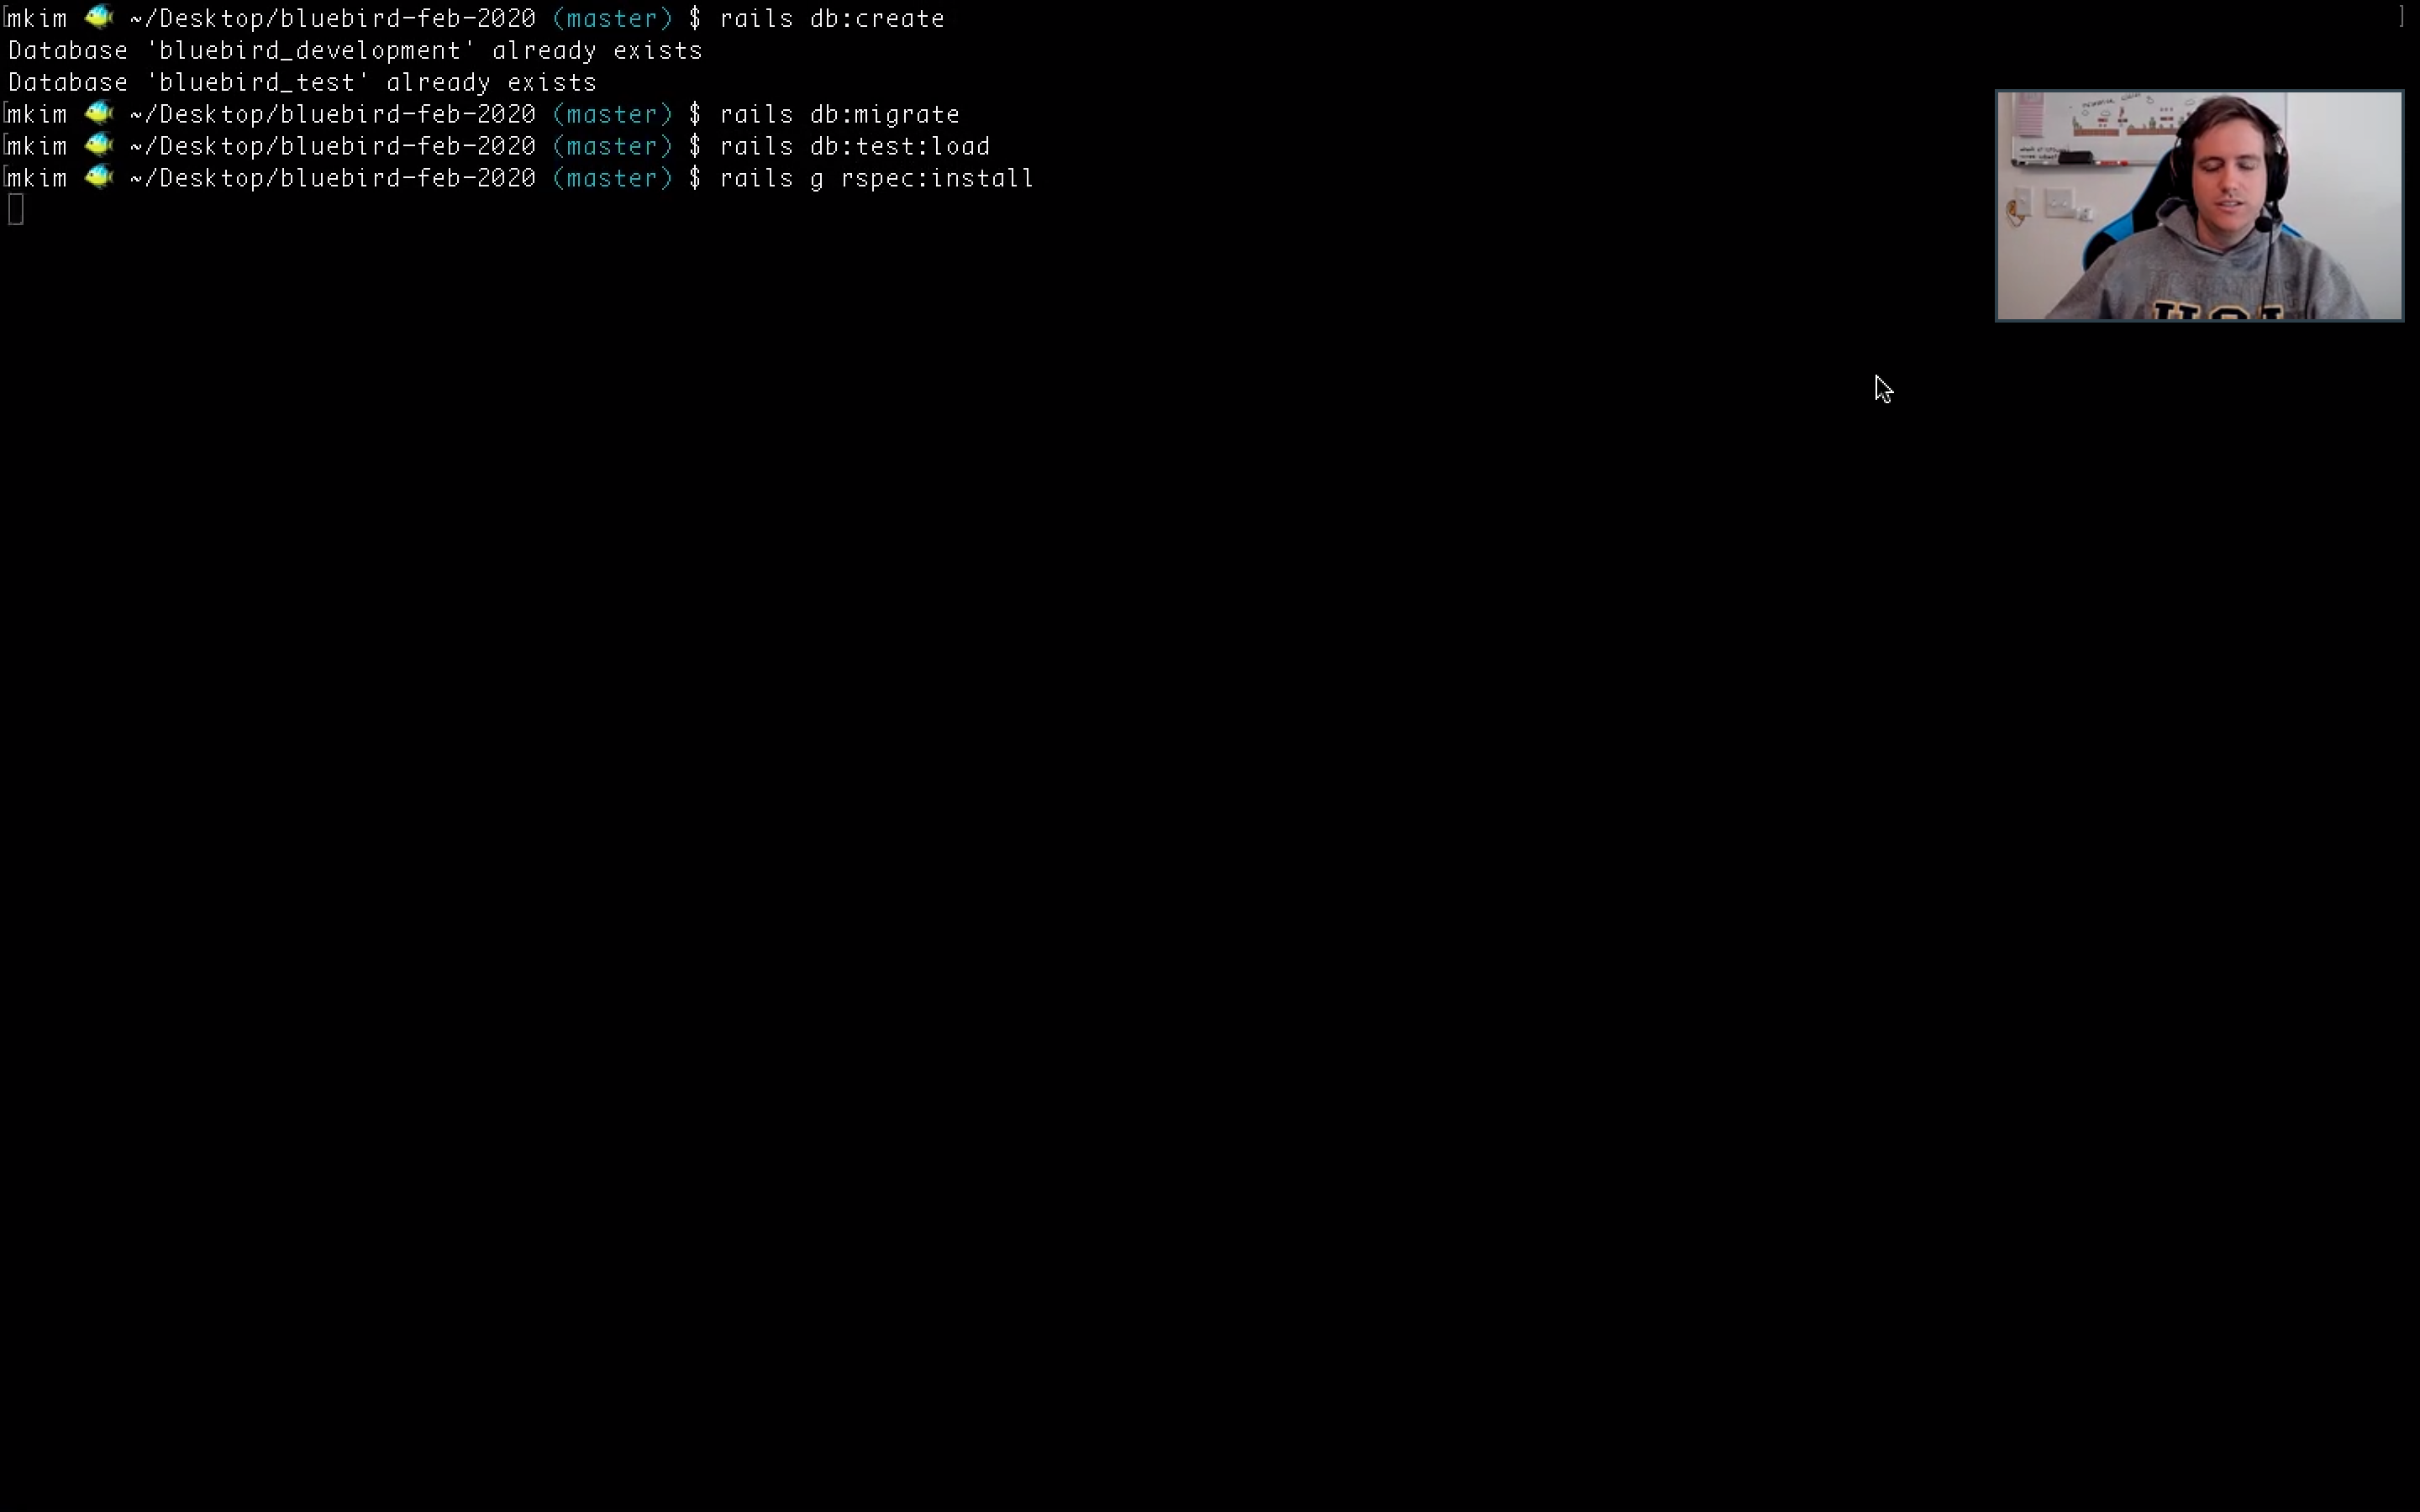 mkim 🐠 ~/Desktop/bluebird-feb-2020 (master) $ rails db:create
Database 'bluebird_development' already exists
Database 'bluebird_test' already exists
mkim 🐠 ~/Desktop/bluebird-feb-2020 (master) $ rails db:migrate
mkim 🐠 ~/Desktop/bluebird-feb-2020 (master) $ rails db:test:load
mkim 🐠 ~/Desktop/bluebird-feb-2020 (master) $ rails g rspec:install